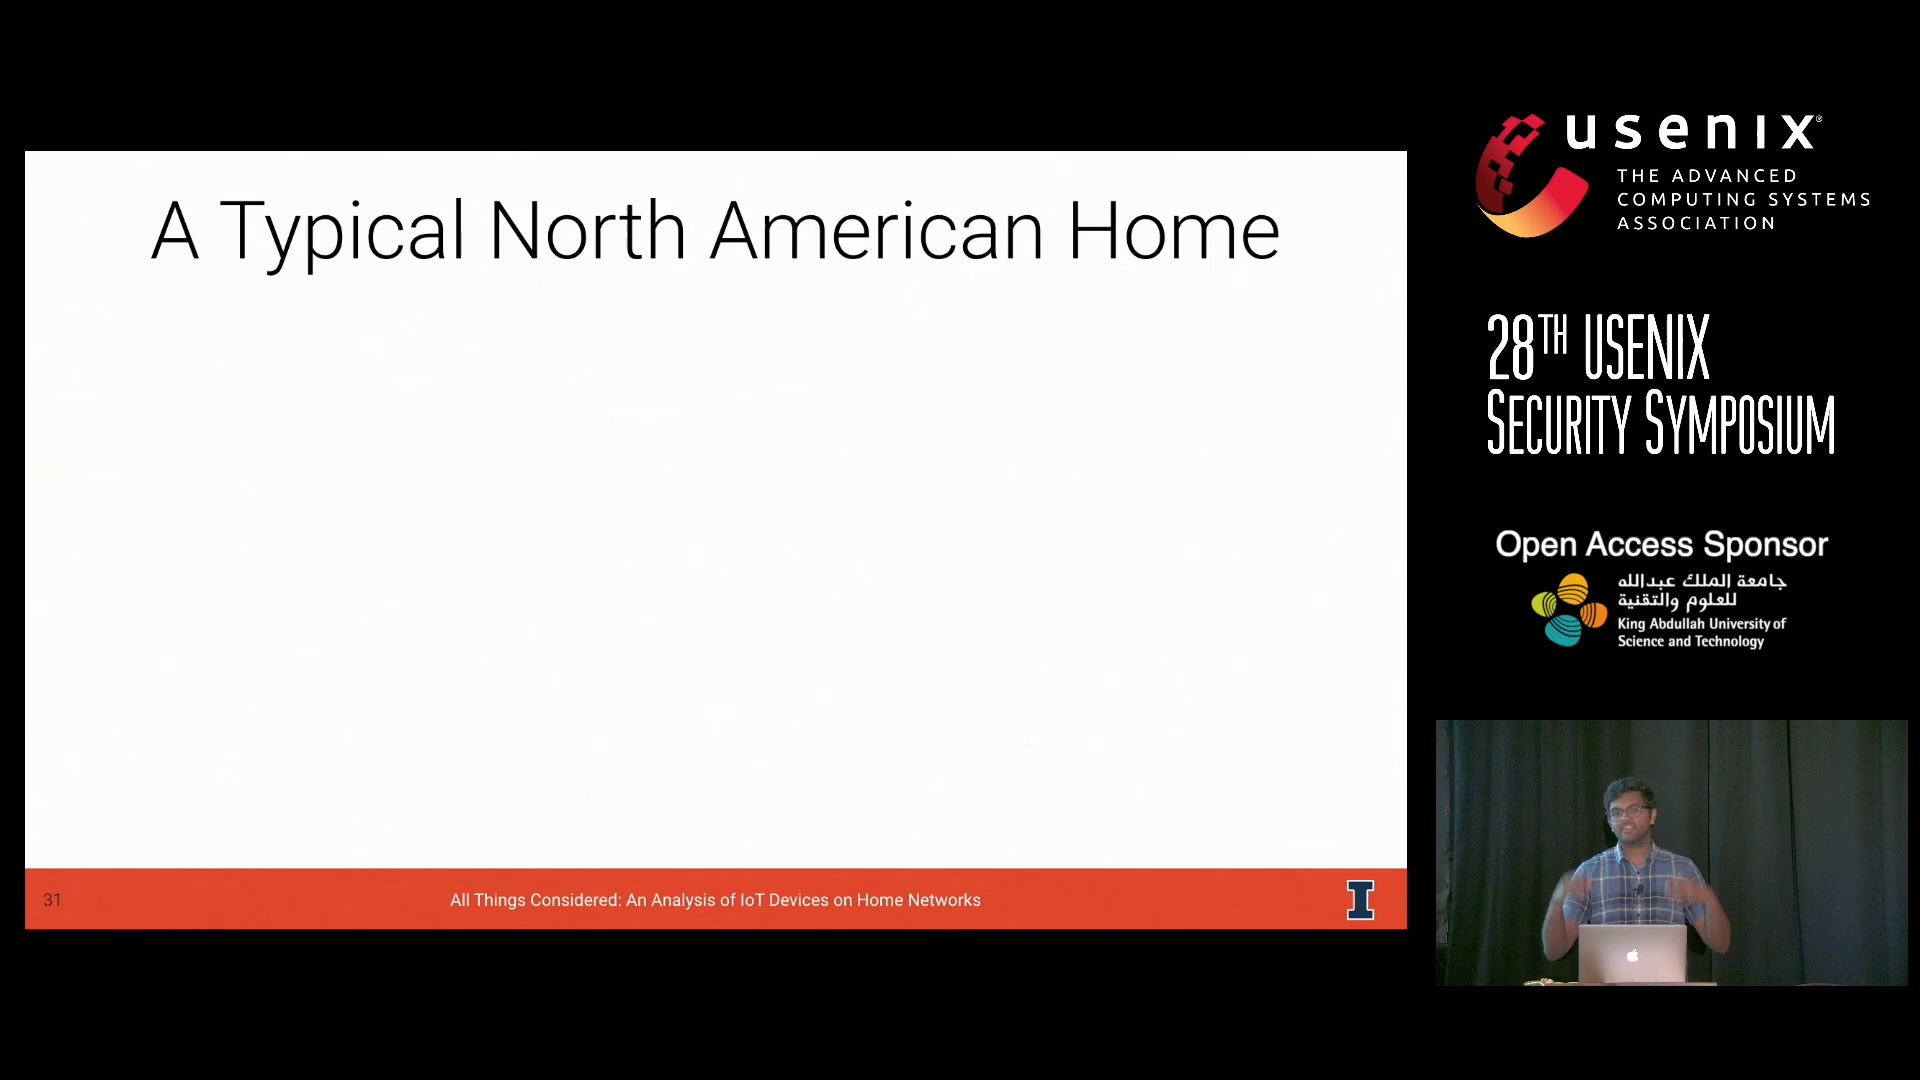 A Typical North American Home
31
All Things Considered: An Analysis of IoT Devices on Home Networks
I
usenix®
THE ADVANCED
COMPUTING SYSTEMS
ASSOCIATION
28TH USENIX
SECURITY SYMPOSIUM
Open Access Sponsor
جامعة الملك عبدالله
للعلوم والتقنية
King Abdullah University of
Science and Technology